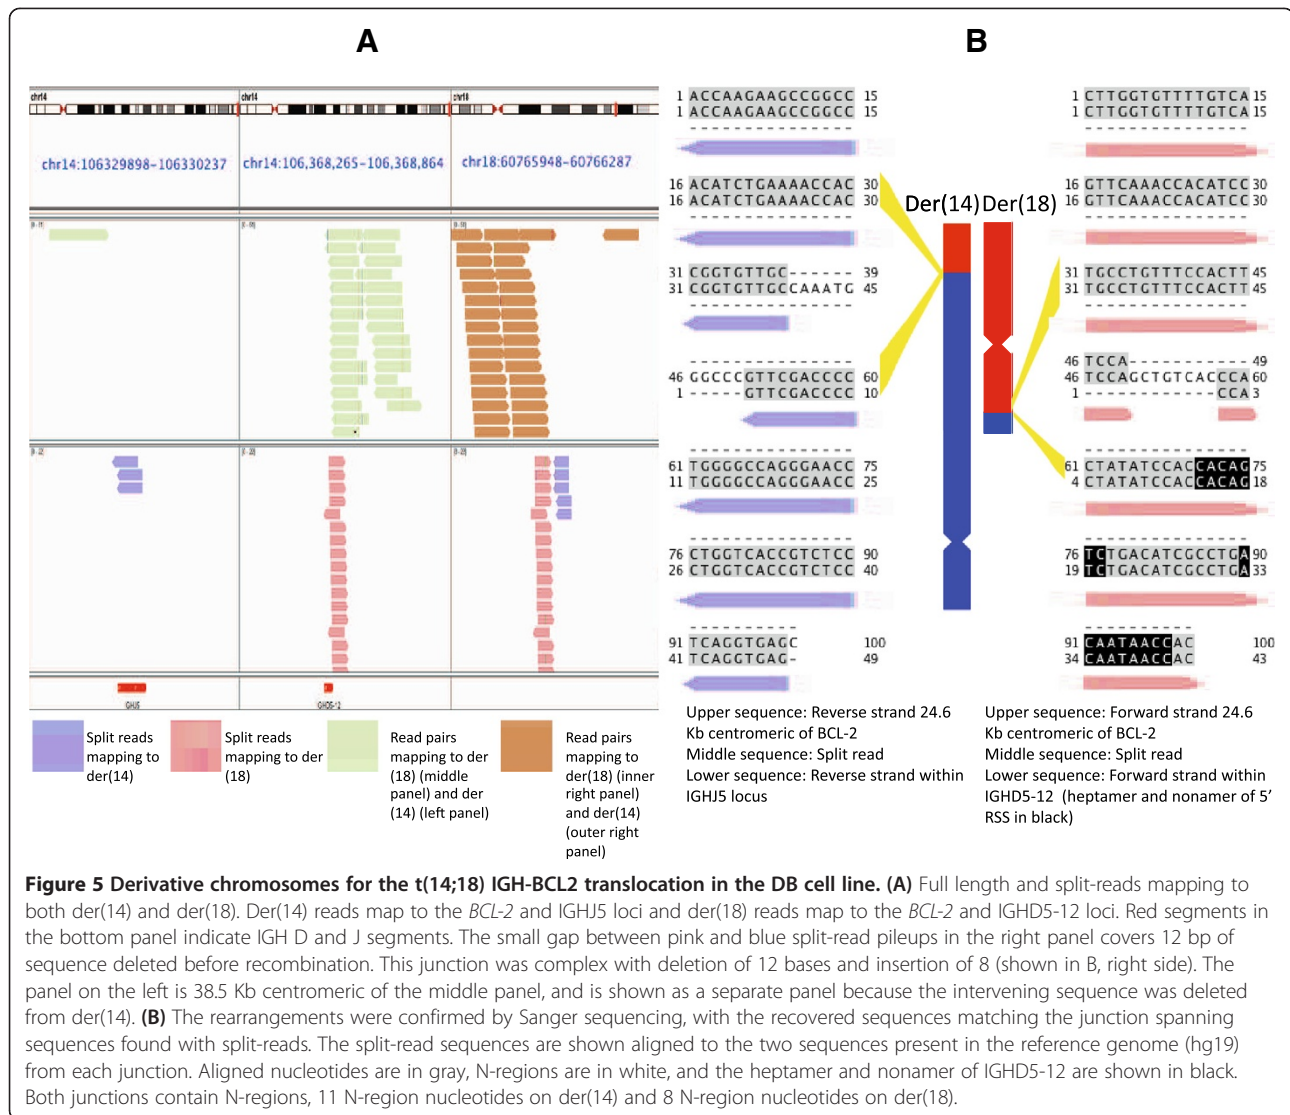 A
B
chr14
chr14
chr18
chr14:106329898-106330237
chr14:106,368,265-106,368,864
chr18:60765948-60766287
GHJ5
GHD5-12
Split reads
mapping to
der(14)
Split reads
mapping to der
(18)
Read pairs
mapping to der
(18) (middle
panel) and der
(14) (left panel)
Read pairs
mapping to
der(18) (inner
right panel)
and der(14)
(outer right
panel)
1 ACCAAGAAGCCGGCC 15
1 ACCAAGAAGCCGGCC 15
- - - - - - - - - - - - - - -
16 ACATCTGAAAACCAC 30
16 ACATCTGAAAACCAC 30
- - - - - - - - - - - - - - -
31 CGGTGTTGC - - - - - - 39
31 CGGTGTTGCCAAATG 45
- - - - - - - - - - - - - - -
- - - - - - - - - - - - - - -
46 GGCCCGTTCGACCCC 60
1 - - - - - GTTCGACCCC 10
- - - - - - - - - - - - - - -
61 TGGGGCCAGGGAACC 75
11 TGGGGCCAGGGAACC 25
- - - - - - - - - - - - - - -
76 CTGGTCACCGTCTCC 90
26 CTGGTCACCGTCTCC 40
- - - - - - - - - -
91 TCAGGTGAGC 100
41 TCAGGTGAG- 49
Upper sequence: Reverse strand 24.6
Kb centromeric of BCL-2
Middle sequence: Split read
Lower sequence: Reverse strand within
IGHJ5 locus
Der(14) Der(18)
1 CTTGGTGTTTTGTCA 15
1 CTTGGTGTTTTGTCA 15
- - - - - - - - - - - - - - -
16 GTTCAAACCACATCC 30
16 GTTCAAACCACATCC 30
- - - - - - - - - - - - - - -
31 TGCCTGTTTCCACTT 45
31 TGCCTGTTTCCACTT 45
- - - - - - - - - - - - - - -
46 TCCA - - - - - - - - - - - 49
46 TCCAGCTGTCACCCA 60
1 - - - - - - - - - - - - CCA 3
- - - - - - - - - - - - - - -
61 CTATATCCACCACAG 75
4 CTATATCCACCACAG 18
- - - - - - - - - - - - - - -
76 TCTGACATCGCCTGA 90
19 TCTGACATCGCCTGA 33
- - - - - - - - - -
91 CAATAACCAC 100
34 CAATAACCAC 43
Upper sequence: Forward strand 24.6
Kb centromeric of BCL-2
Middle sequence: Split read
Lower sequence: Forward strand within
IGHD5-12 (heptamer and nonamer of 5’
RSS in black)
Figure 5 Derivative chromosomes for the t(14;18) IGH-BCL2 translocation in the DB cell line. (A) Full length and split-reads mapping to
both der(14) and der(18). Der(14) reads map to the BCL-2 and IGHJ5 loci and der(18) reads map to the BCL-2 and IGHD5-12 loci. Red segments in
the bottom panel indicate IGH D and J segments. The small gap between pink and blue split-read pileups in the right panel covers 12 bp of
sequence deleted before recombination. This junction was complex with deletion of 12 bases and insertion of 8 (shown in B, right side). The
panel on the left is 38.5 Kb centromeric of the middle panel, and is shown as a separate panel because the intervening sequence was deleted
from der(14). (B) The rearrangements were confirmed by Sanger sequencing, with the recovered sequences matching the junction spanning
sequences found with split-reads. The split-read sequences are shown aligned to the two sequences present in the reference genome (hg19)
from each junction. Aligned nucleotides are in gray, N-regions are in white, and the heptamer and nonamer of IGHD5-12 are shown in black.
Both junctions contain N-regions, 11 N-region nucleotides on der(14) and 8 N-region nucleotides on der(18).